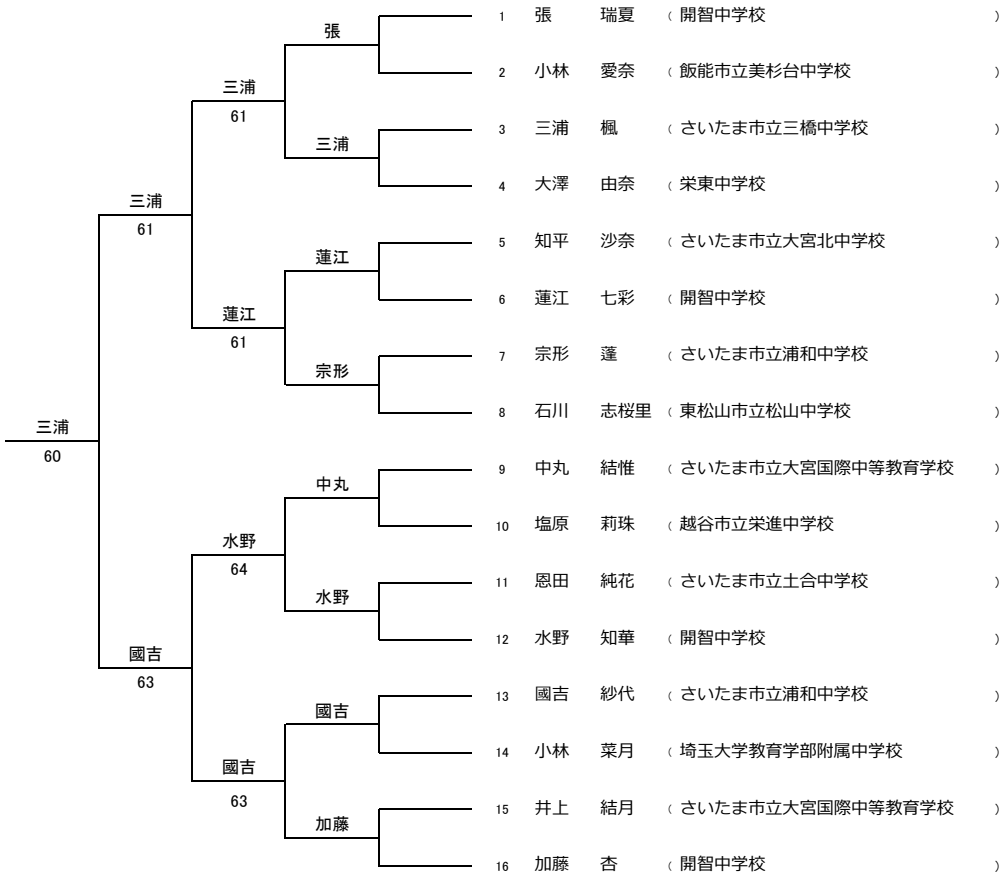 1 張 瑞夏 ( 開智中学校 )
張
2 小林 愛奈 ( 飯能市立美杉台中学校 )
三浦
61
3 三浦 楓 ( さいたま市立三橋中学校 )
三浦
4 大澤 由奈 ( 栄東中学校 )
三浦
61
5 知平 沙奈 ( さいたま市立大宮北中学校 )
蓮江
6 蓮江 七彩 ( 開智中学校 )
蓮江
61
7 宗形 蓬 ( さいたま市立浦和中学校 )
宗形
8 石川 志桜里 ( 東松山市立松山中学校 )
三浦
60
9 中丸 結惟 ( さいたま市立大宮国際中等教育学校 )
中丸
10 塩原 莉珠 ( 越谷市立栄進中学校 )
水野
64
11 恩田 純花 ( さいたま市立土合中学校 )
水野
12 水野 知華 ( 開智中学校 )
國吉
63
13 國吉 紗代 ( さいたま市立浦和中学校 )
國吉
14 小林 菜月 ( 埼玉大学教育学部附属中学校 )
國吉
63
15 井上 結月 ( さいたま市立大宮国際中等教育学校 )
加藤
16 加藤 杏 ( 開智中学校 )